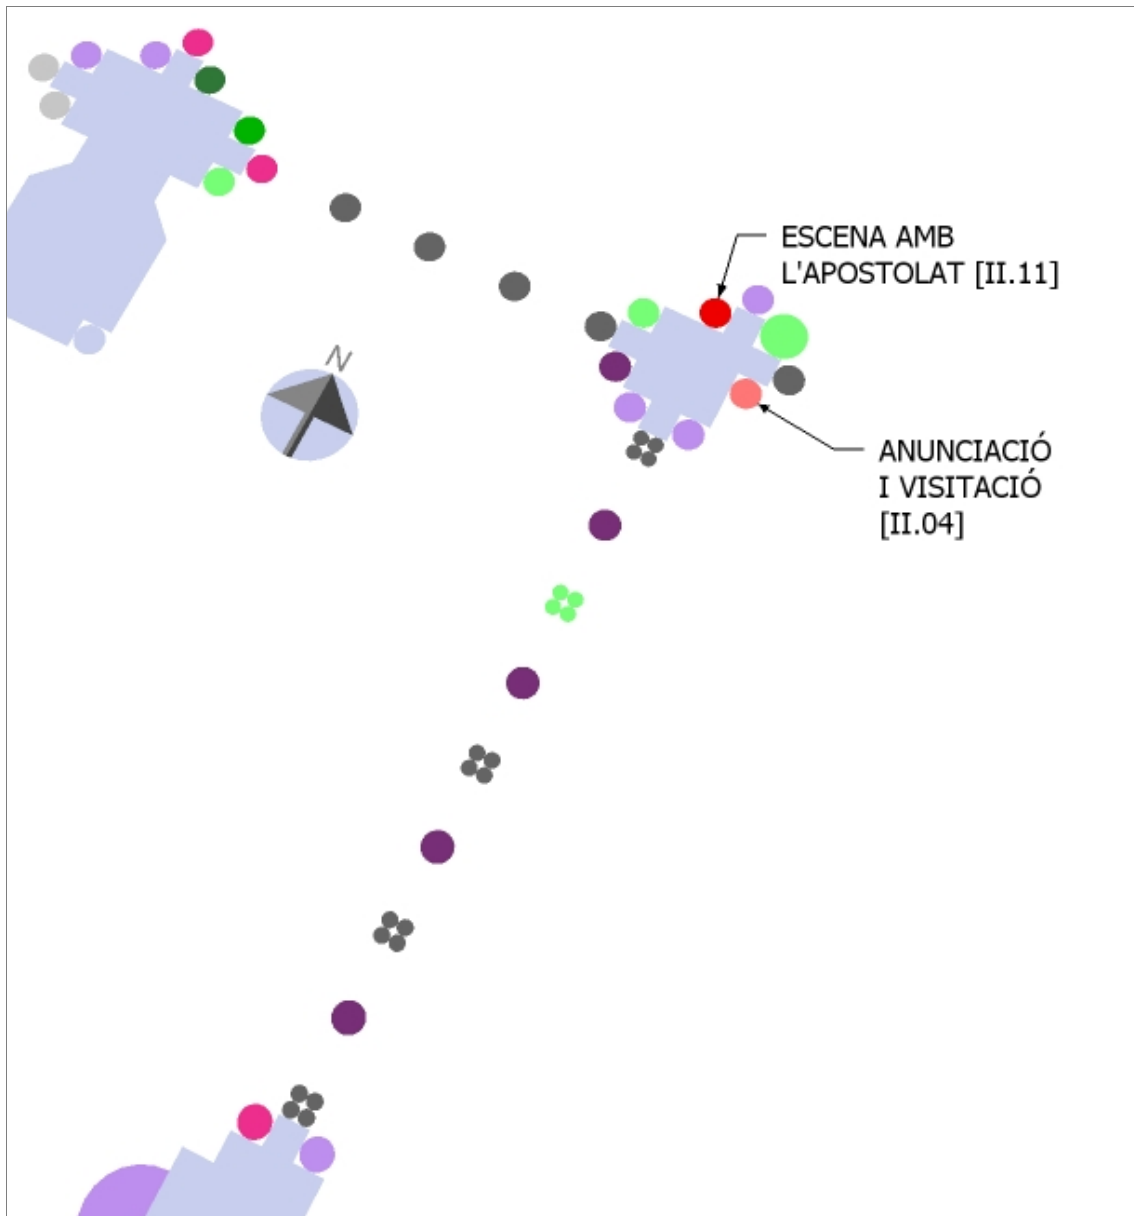 ESCENA AMB
L'APOSTOLAT [II.11]
N
ANUNCIACIÓ
I VISITACIÓ
[II.04]